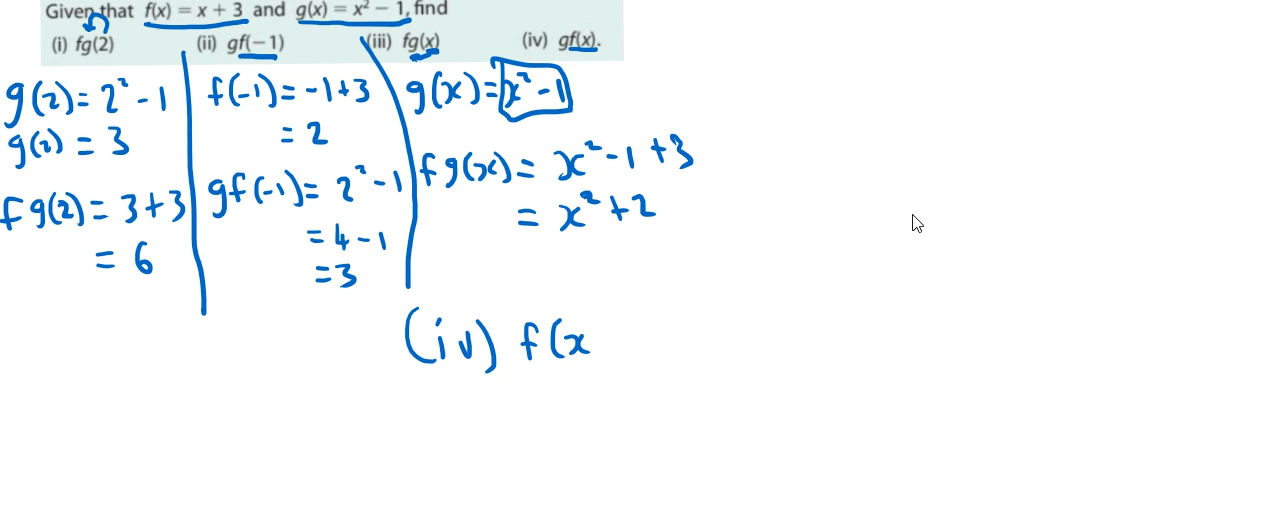 Given that f(x) = x + 3 and g(x) = x² − 1, find
(i) fg(2) (ii) gf(−1) (iii) fg(x) (iv) gf(x).
g(2) = 2² - 1
g(2) = 3
fg(2) = 3 + 3
= 6
f(-1) = -1 + 3
= 2
gf(-1) = 2² - 1
= 4 - 1
= 3
g(x) = x² - 1
fg(x) = x² - 1 + 3
= x² + 2
(iv) f(x